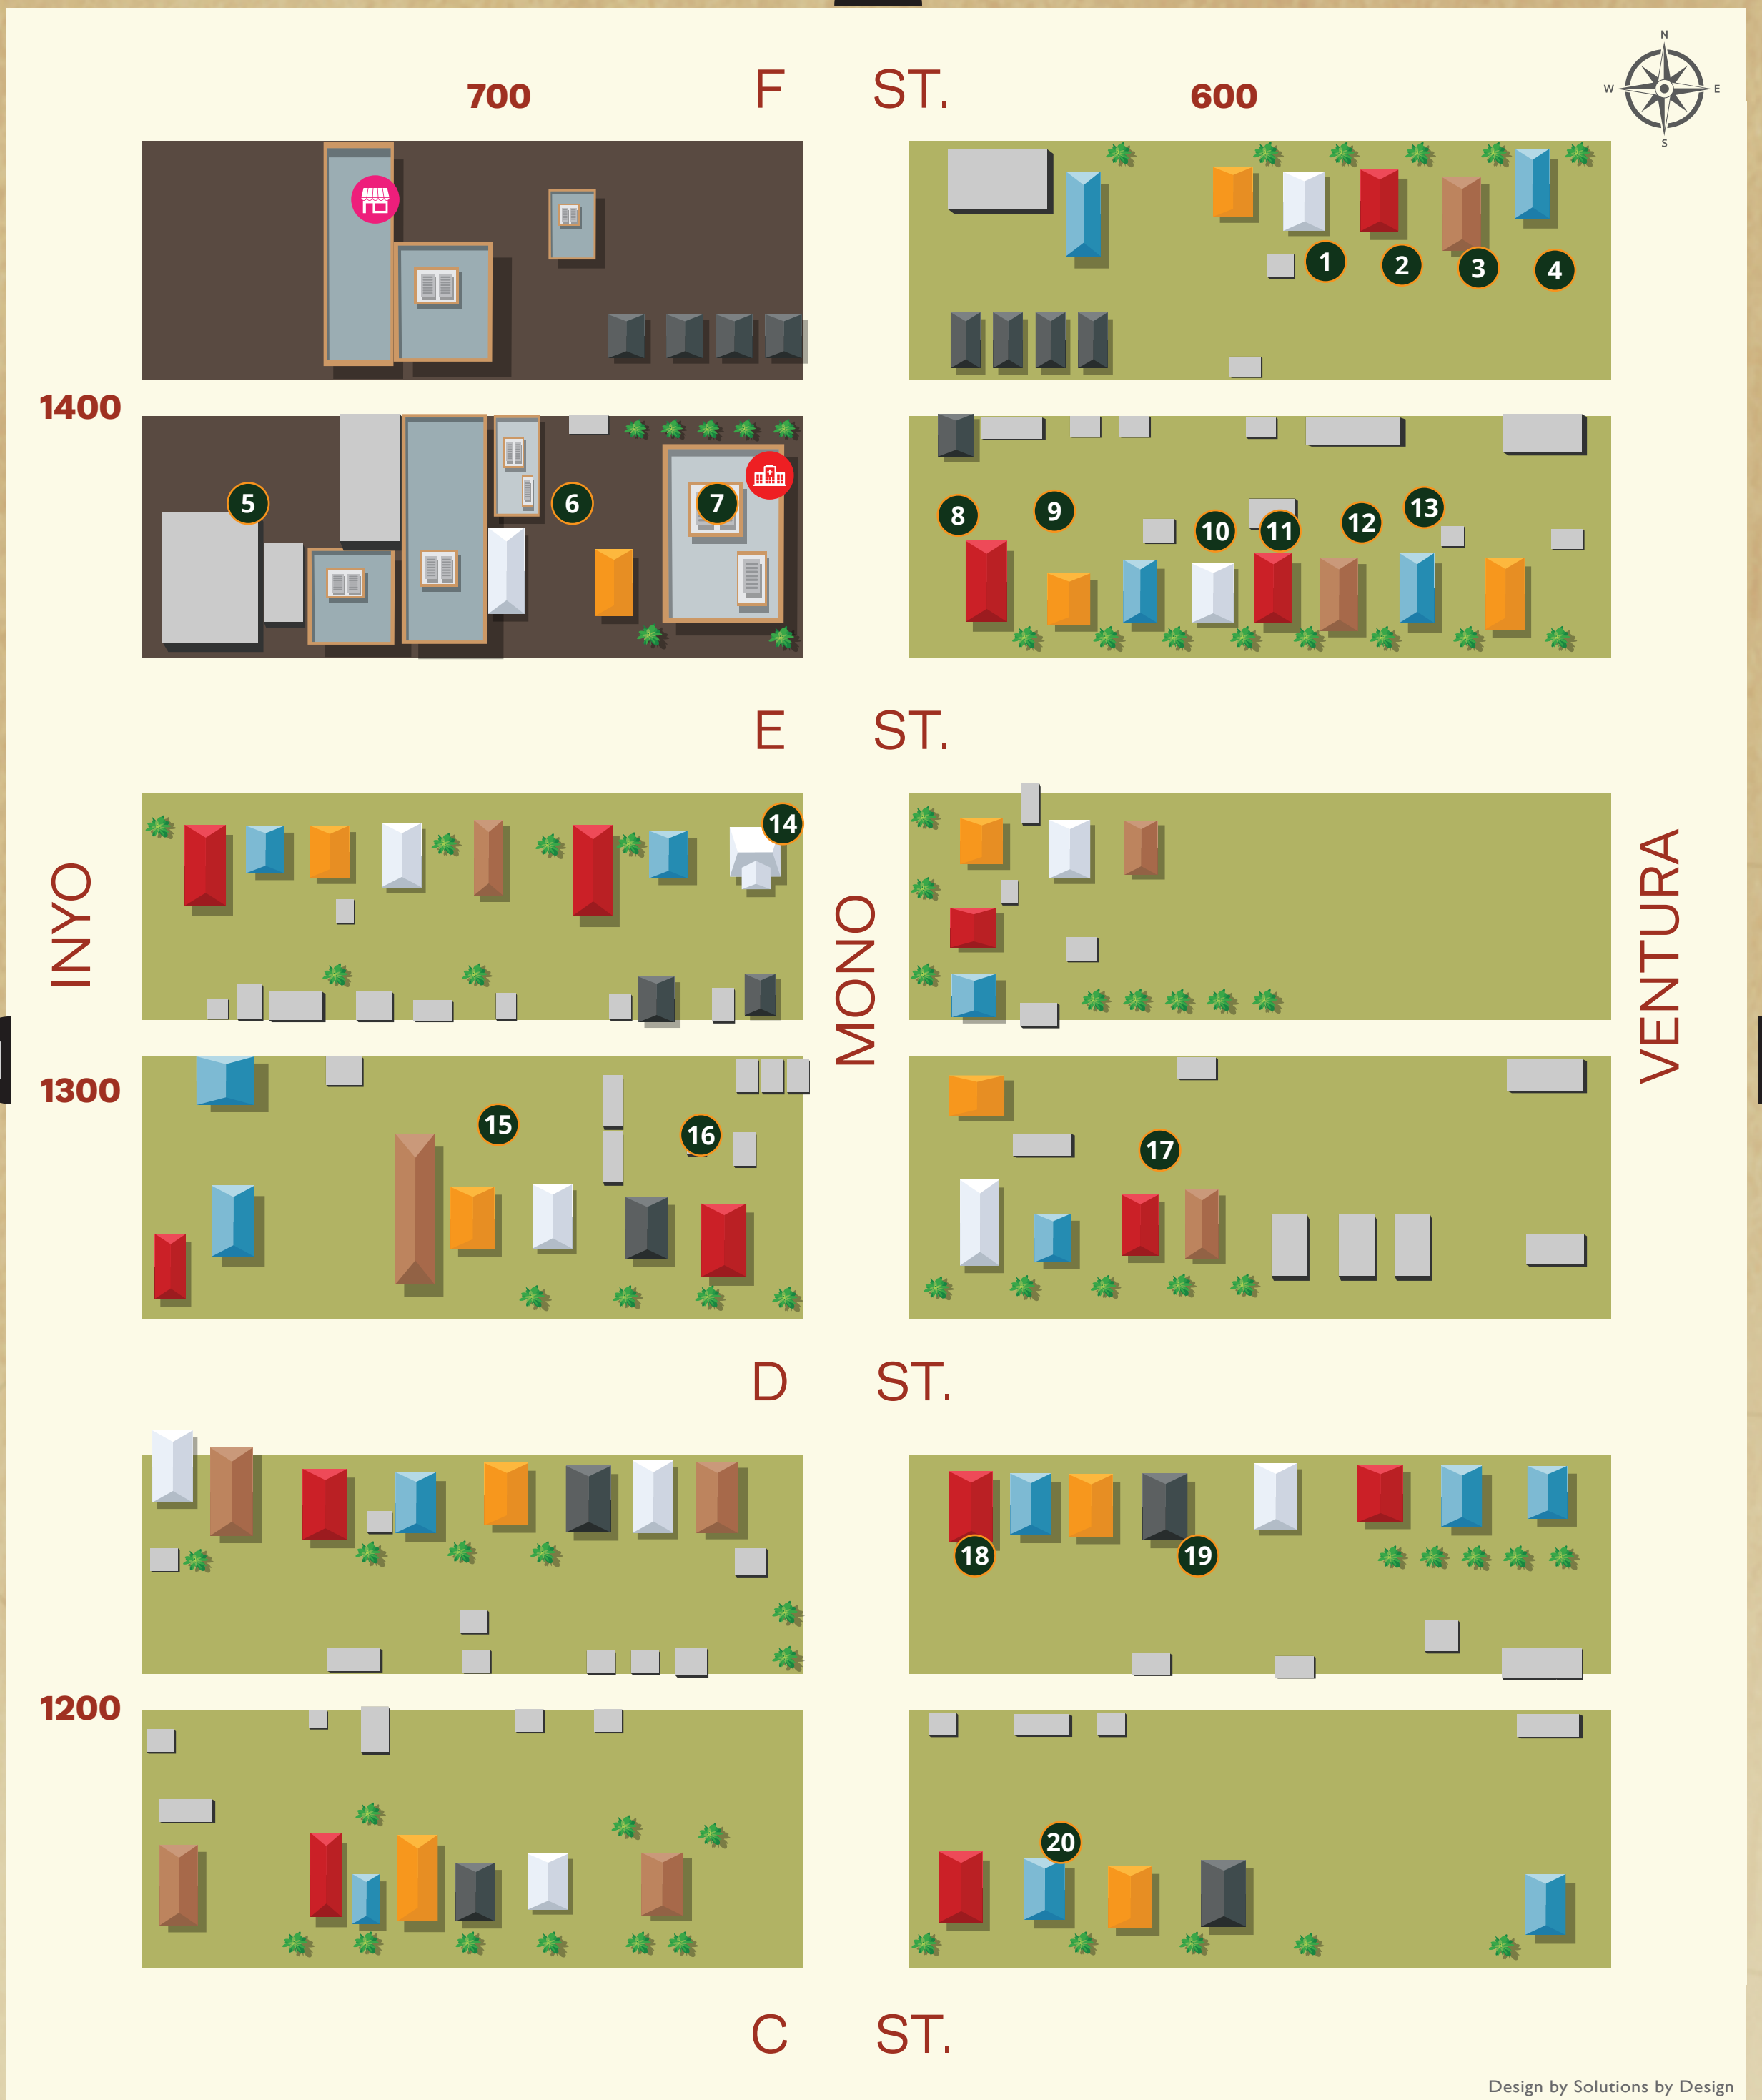 N
W E
S
F ST.
700 600
1 2 3 4
1400
5 6 7 8 9 10 11 12 13
E ST.
14
INYO
MONO
VENTURA
1300
15 16 17
D ST.
18 19
1200
20
C ST.
Design by Solutions by Design